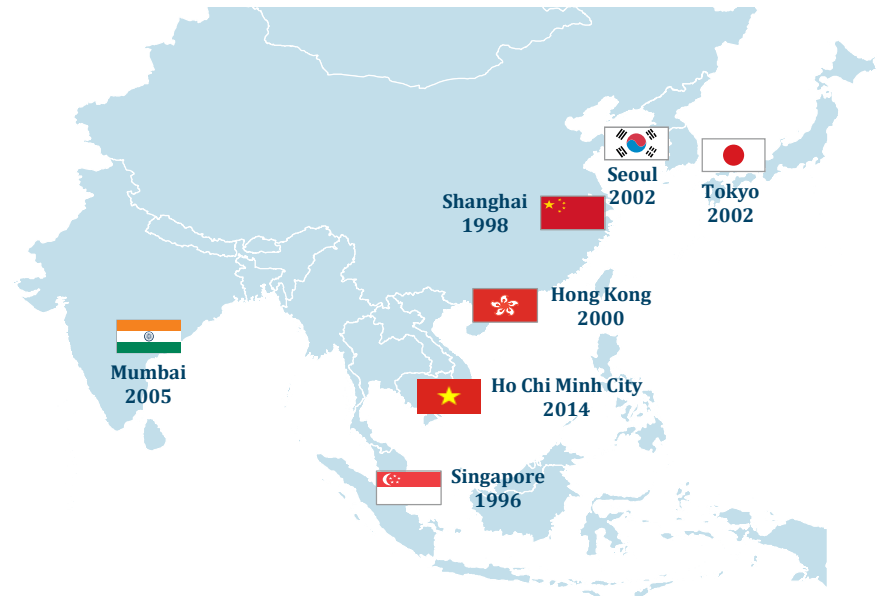 Seoul
2002
Tokyo
2002
Shanghai
1998
Hong Kong
2000
Mumbai
2005
Ho Chi Minh City
2014
Singapore
1996